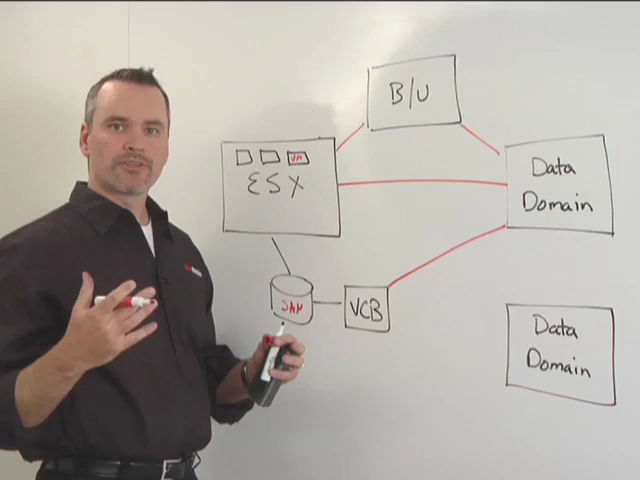 B/U
VM
ESX
Data
Domain
SAN
VCB
Data
Domain